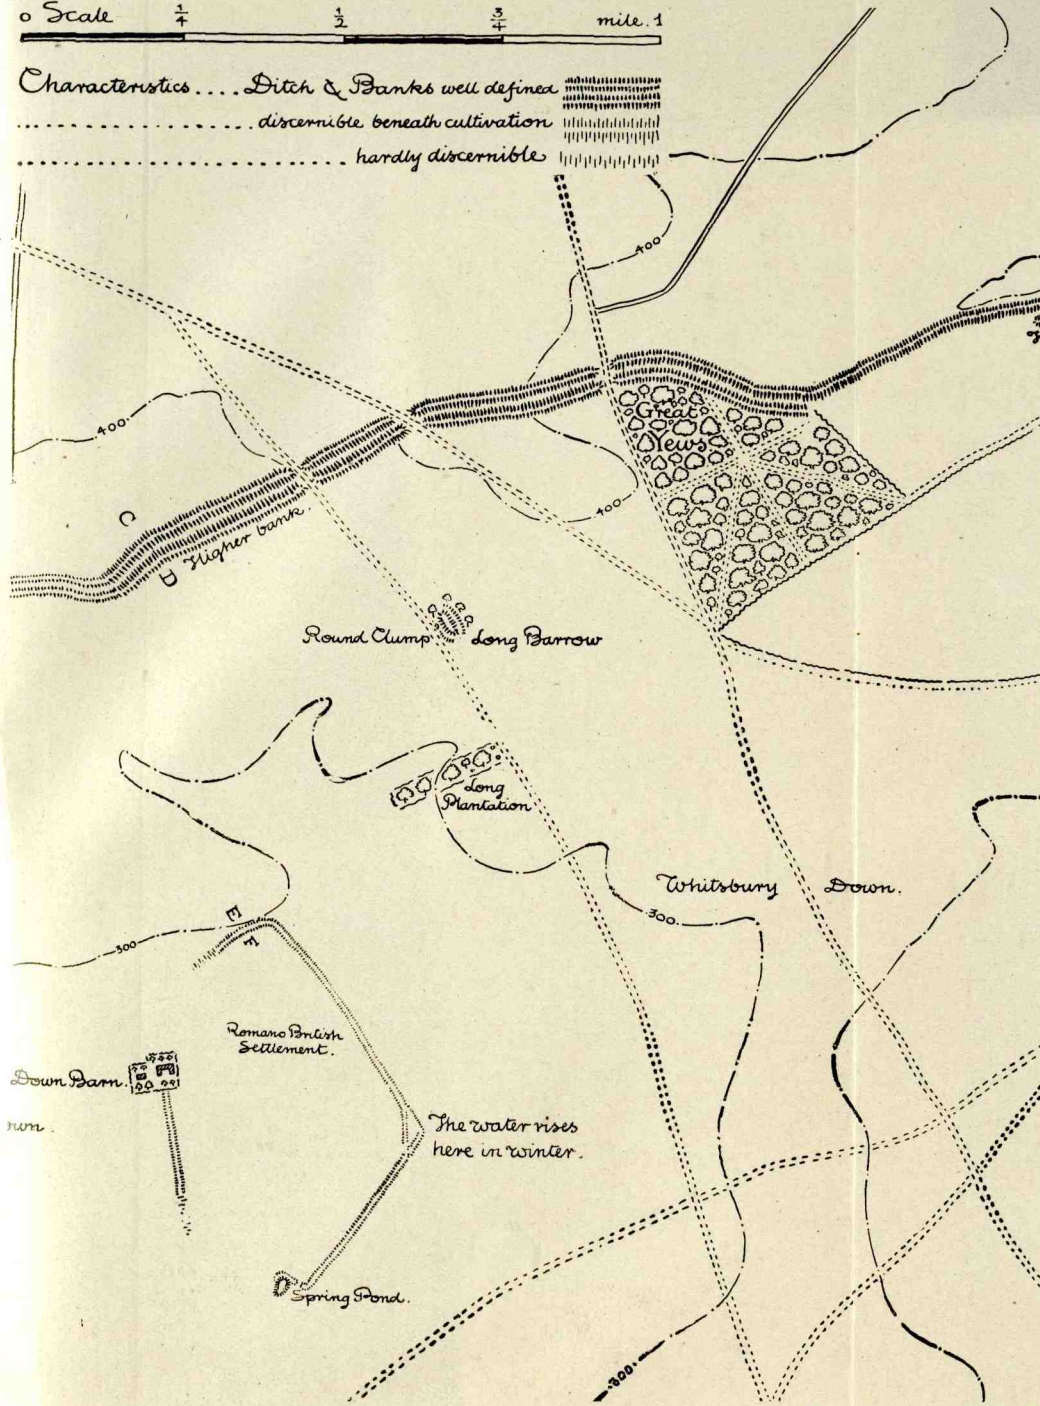 0 Scale 1/4 1/2 3/4 mile. 1
Characteristics.... Ditch & Banks well defined
discernible beneath cultivation
hardly discernible
400
Great
Yews
400
400
C
D
Higher bank
Round Clump
Long Barrow
Long
Plantation
Whitsbury Down.
300
300
E
F
Romano British
Settlement.
Down Barn.
The water rises
here in winter.
Spring Pond.
300